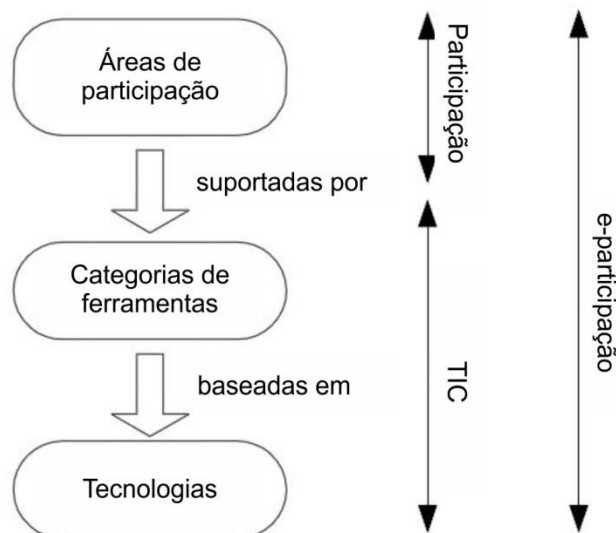 Áreas de
participação
Participação
suportadas por
Categorias de
ferramentas
e-participação
baseadas em
TIC
Tecnologias